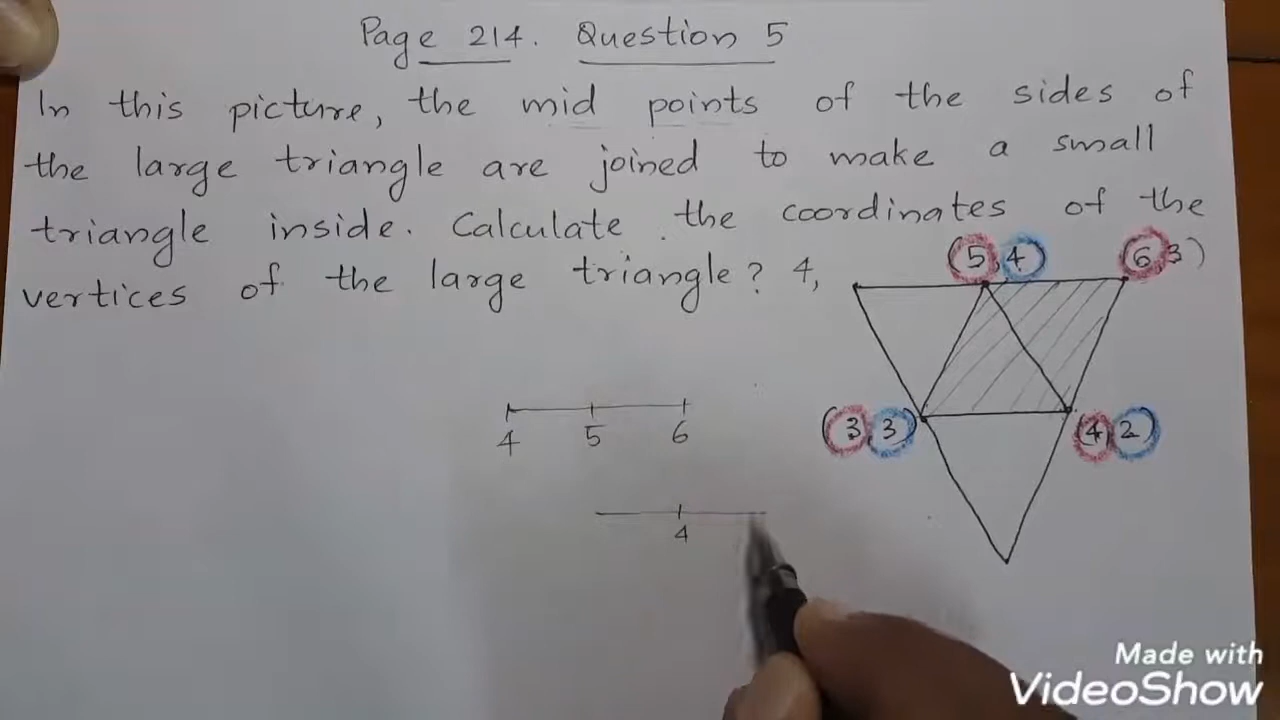 Page 214. Question 5
In this picture, the mid points of the sides of
the large triangle are joined to make a small
triangle inside. Calculate the coordinates of the
vertices of the large triangle? 4,
(5,4) 6,3)
(3,3) (4,2)
4 5 6
4
Made with
VideoShow